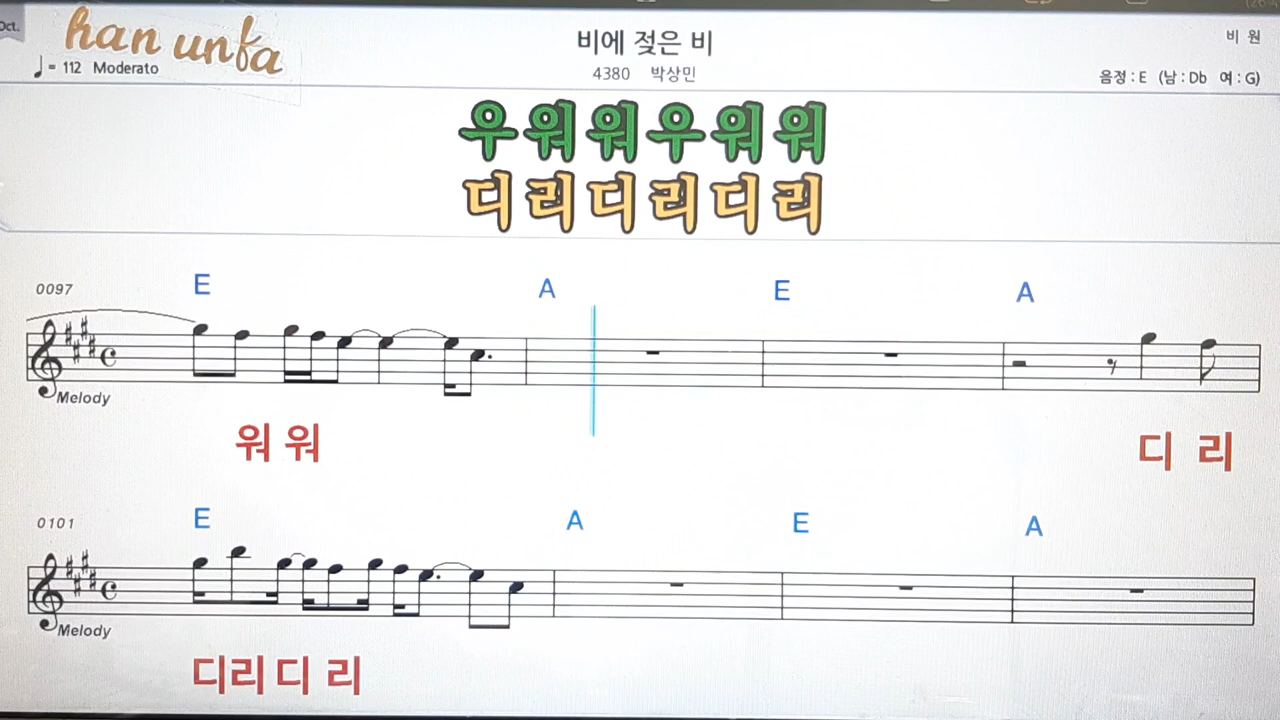 Oct.
han unfa
비에 젖은 비
비 원
♩= 112 Moderato
4380 박상민
음정 : E (남 : Db 여 : G)
우워워우워워
디리디리디리
0097 E A E A
Melody
워 워 디 리
0101 E A E A
Melody
디리디 리